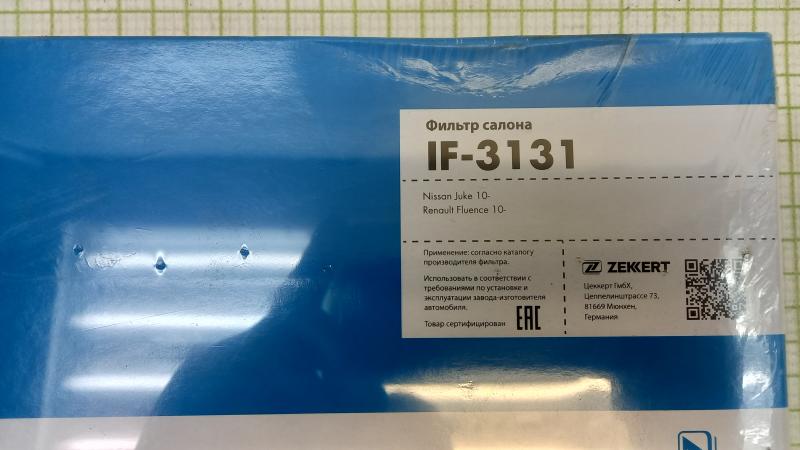 Фильтр салона
IF-3131
Nissan Juke 10-
Renault Fluence 10-
Применение: согласно каталогу
производителя фильтра.
Использовать в соответствии с
требованиями по установке и
эксплуатации завода-изготовителя
автомобиля.
Товар сертифицирован EAC
ZEKKERT
Цеккерт ГмбХ,
Цеппелинштрассе 73,
81669 Мюнхен,
Германия